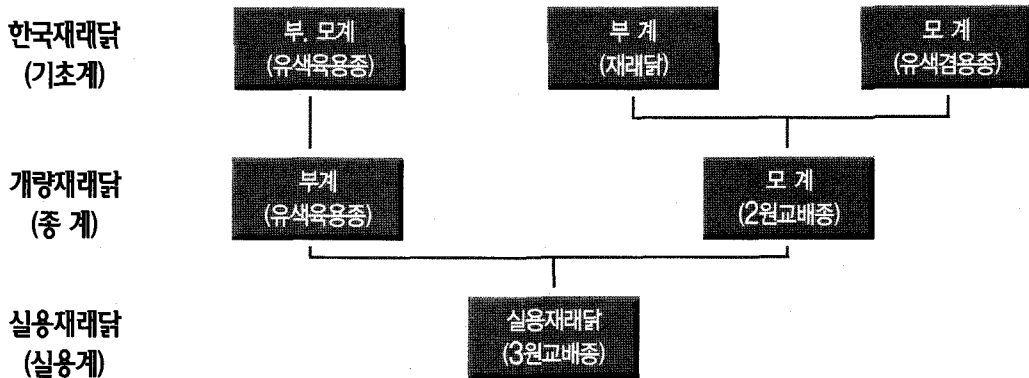 한국재래닭
(기초계)
부. 모계
(유색육용종)
부 계
(재래닭)
모 계
(유색겸용종)
개량재래닭
(종 계)
부계
(유색육용종)
모 계
(2원교배종)
실용재래닭
(실용계)
실용재래닭
(3원교배종)